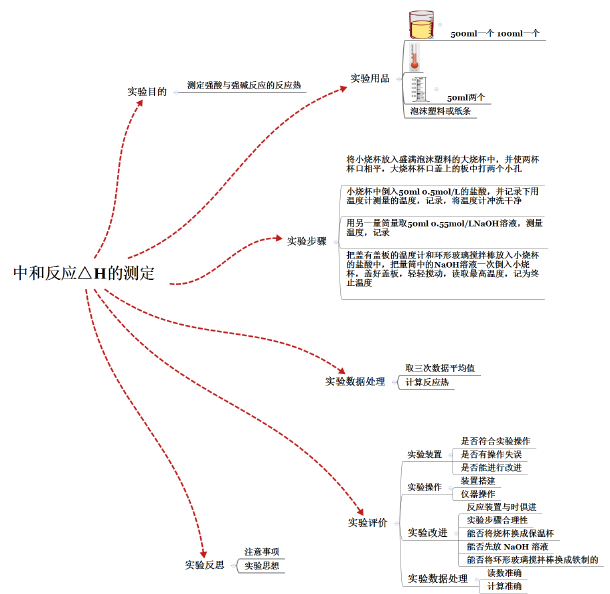 中和反应△H的测定
实验目的
测定强酸与强碱反应的反应热
实验用品
500ml一个 100ml一个
50ml两个
泡沫塑料或纸条
实验步骤
将小烧杯放入盛满泡沫塑料的大烧杯中，并使两杯
杯口相平，大烧杯杯口盖上的板中打两个小孔
小烧杯中倒入50ml 0.5mol/L的盐酸，并记录下用
温度计测量的温度，记录，将温度计冲洗干净
用另一量筒量取50ml 0.55mol/LNaOH溶液，测量
温度，记录
把盖有盖板的温度计和环形玻璃搅拌棒放入小烧杯
的盐酸中，把量筒中的NaOH溶液一次倒入小烧
杯，盖好盖板，轻轻搅动，读取最高温度，记为终
止温度
实验数据处理
取三次数据平均值
计算反应热
实验评价
实验装置
是否符合实验操作
是否有操作失误
是否能进行改进
实验操作
装置搭建
仪器操作
实验改进
反应装置与时俱进
实验步骤合理性
能否将烧杯换成保温杯
能否先放 NaOH 溶液
能否将环形玻璃搅拌棒换成铁制的
实验数据处理
读数准确
计算准确
实验反思
注意事项
实验思想